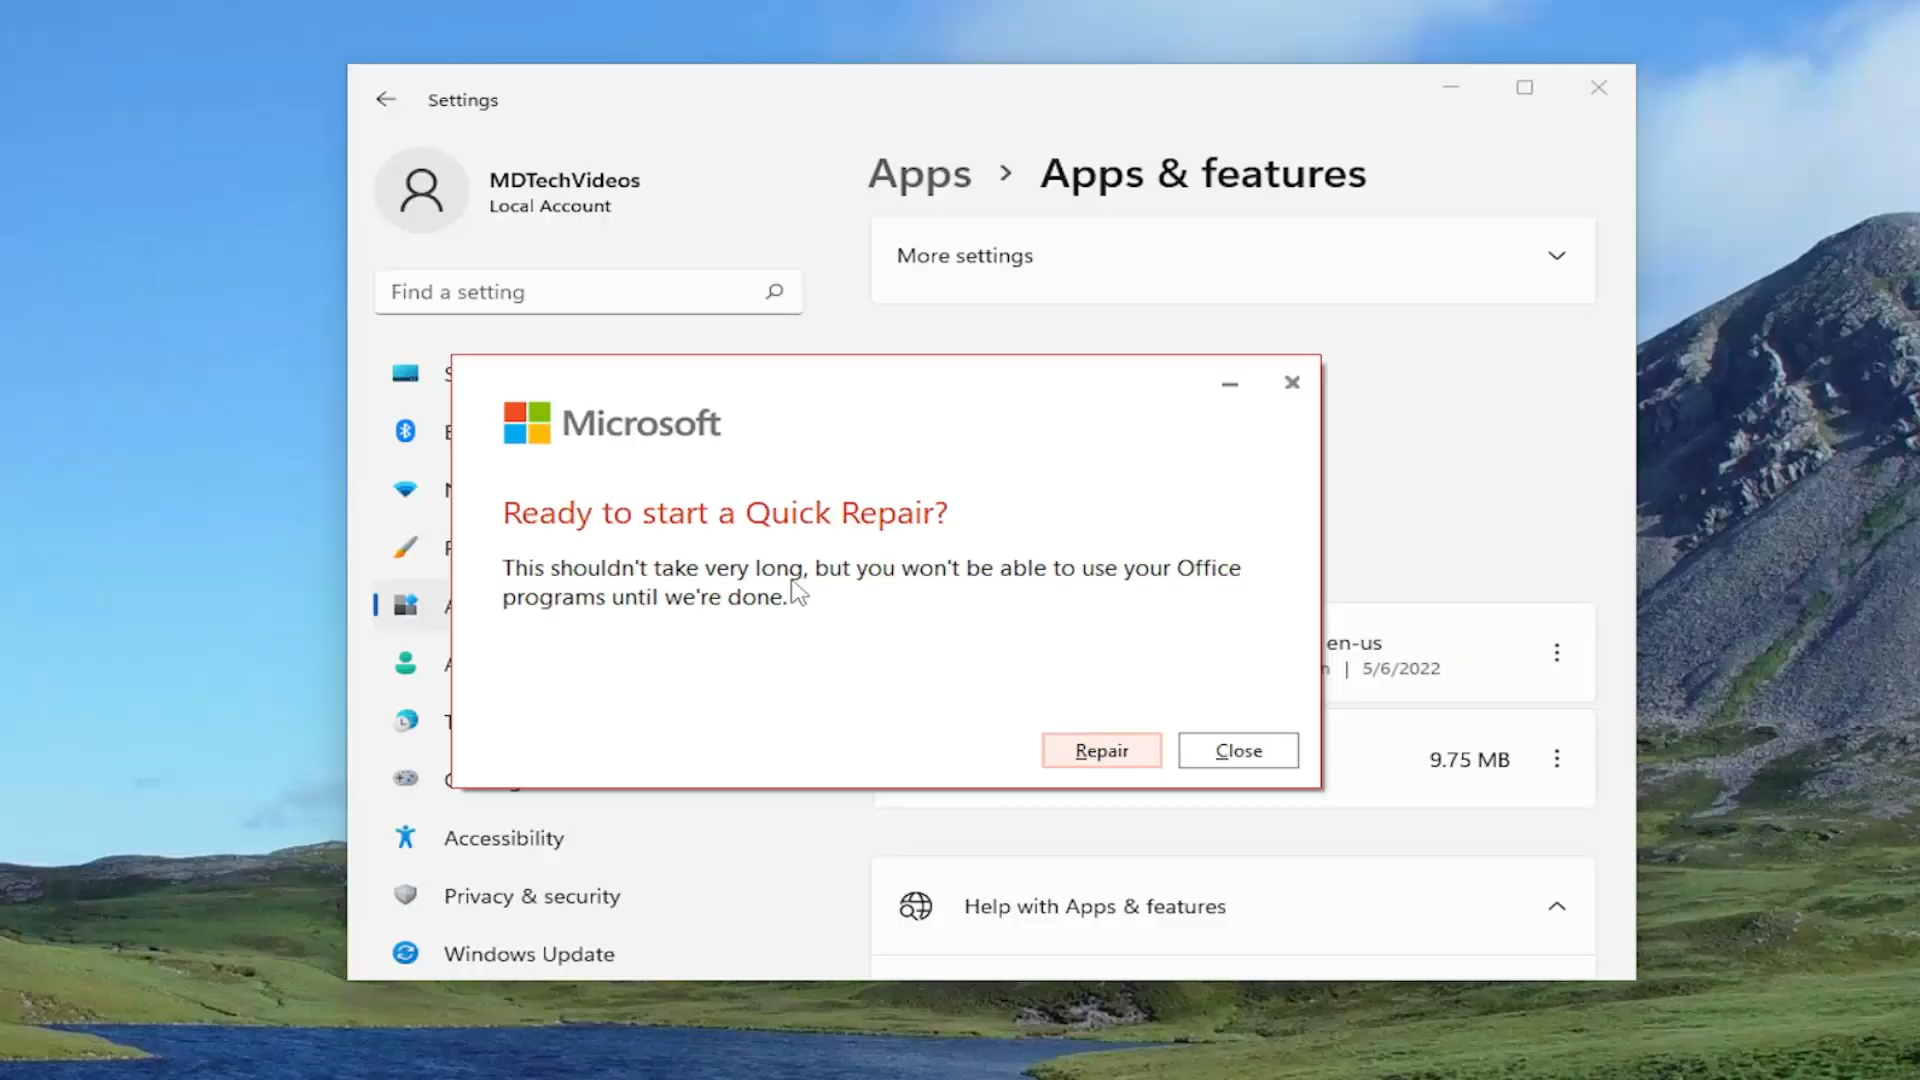 Settings
MDTechVideos
Local Account
Find a setting
Apps > Apps & features
More settings
Microsoft
Ready to start a Quick Repair?
This shouldn't take very long, but you won't be able to use your Office
programs until we're done.
Repair
Close
en-us
| 5/6/2022
9.75 MB
Accessibility
Privacy & security
Windows Update
Help with Apps & features